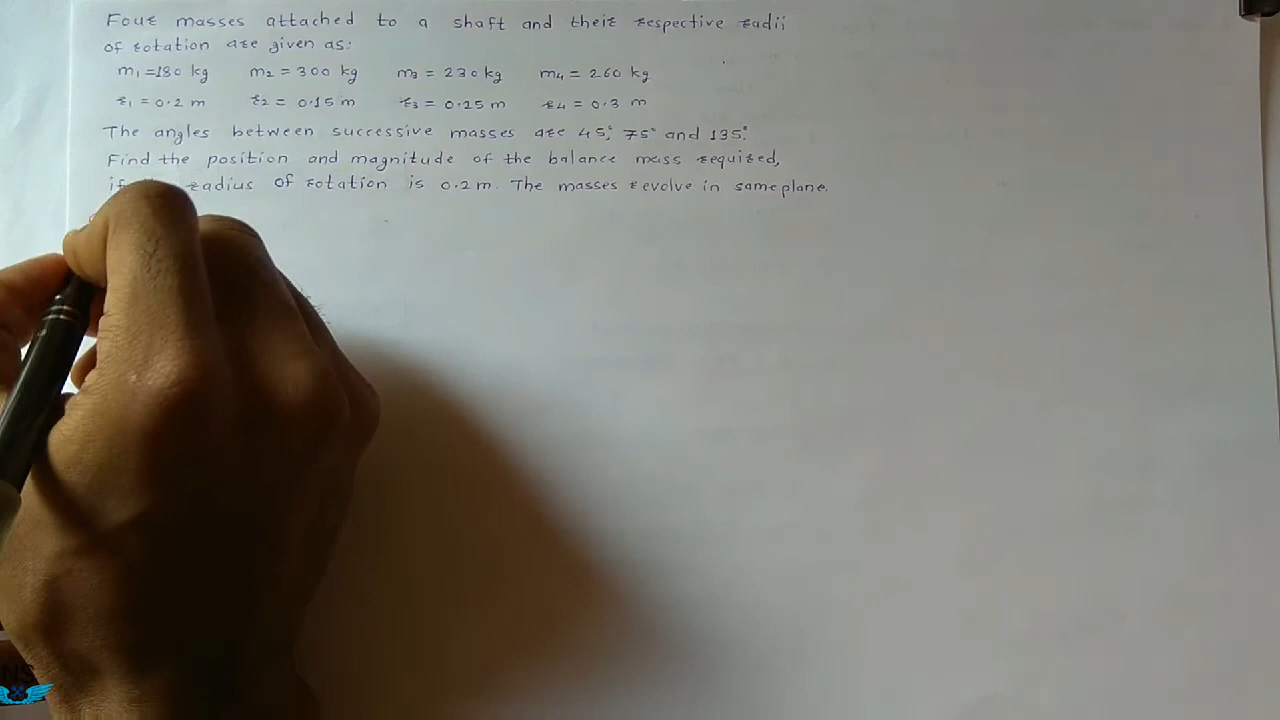 Four masses attached to a shaft and their respective radii
of rotation are given as:
m₁=180 kg m₂ = 300 kg m₃ = 230 kg m₄ = 260 kg
r₁ = 0.2 m r₂ = 0.15 m r₃ = 0.25 m r₄ = 0.3 m
The angles between successive masses are 45°, 75° and 135°.
Find the position and magnitude of the balance mass required,
if radius of rotation is 0.2 m. The masses revolve in same plane.
NS